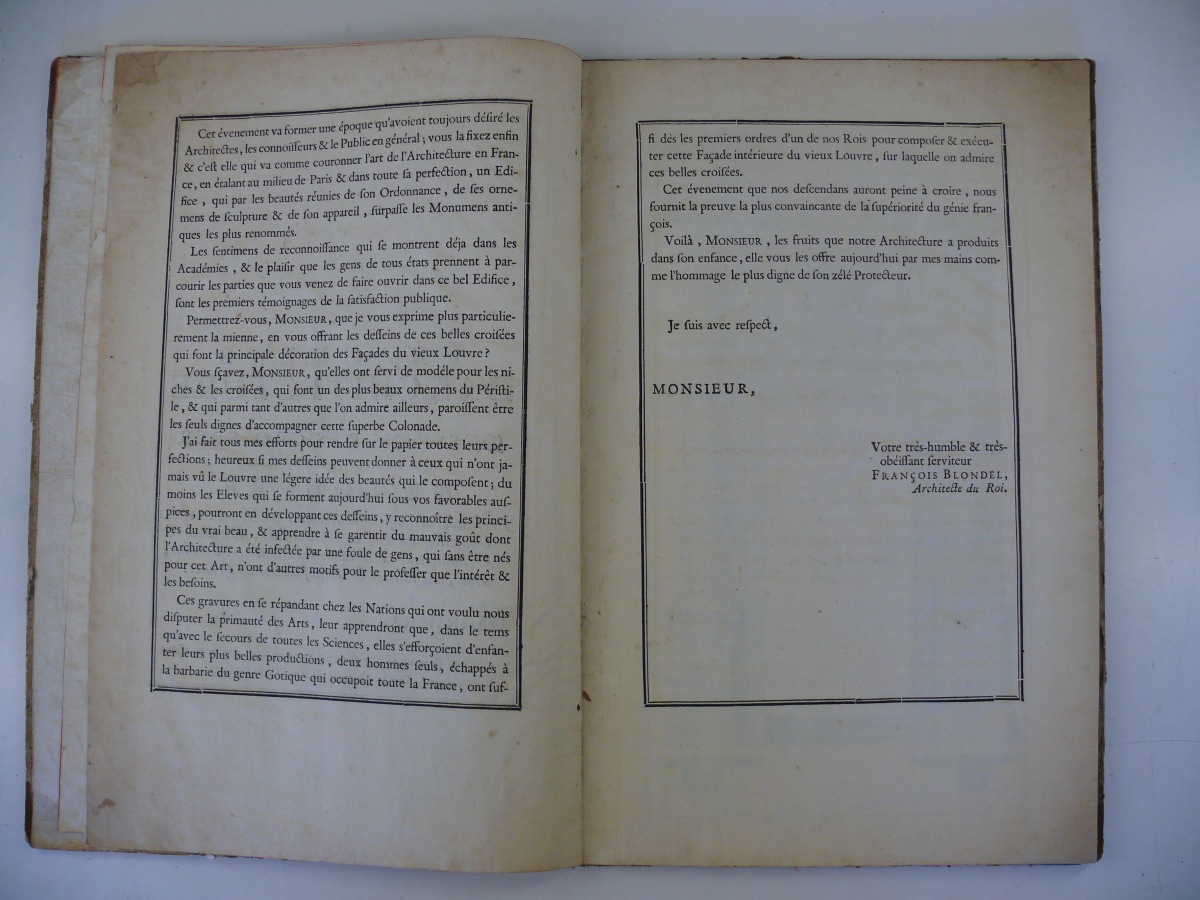 Cet évenement va former une époque qu'avoient toujours désiré les
Architectes, les connoisseurs & le Public en général ; vous la fixez enfin
& c'est elle qui va comme couronner l'art de l'Architecture en Fran-
ce, en étalant au milieu de Paris & dans toute sa perfection, un Edi-
fice , qui par les beautés réunies de son Ordonnance , de ses orne-
mens de sculpture & de son appareil , surpasse les Monumens anti-
ques les plus renommés.
Les sentimens de reconnoissance qui se montrent déja dans les
Académies , & le plaisir que les gens de tous états prennent à par-
courir les parties que vous venez de faire ouvrir dans ce bel Edifice,
sont les premiers témoignages de la satisfaction publique.
Permettrez-vous, MONSIEUR, que je vous exprime plus particulie-
rement la mienne, en vous offrant les desseins de ces belles croisées
qui font la principale décoration des Façades du vieux Louvre ?
Vous sçavez, MONSIEUR, qu'elles ont servi de modéle pour les ni-
ches & les croisées, qui font un des plus beaux ornemens du Péristi-
le, & qui parmi tant d'autres que l'on admire ailleurs, paroissent être
les seuls dignes d'accompagner cette superbe Colonade.
J'ai fait tous mes efforts pour rendre sur le papier toutes leurs per-
fections ; heureux si mes desseins peuvent donner à ceux qui n'ont ja-
mais vû le Louvre une légere idée des beautés qui le composent ; du
moins les Eleves qui se forment aujourd'hui sous vos favorables aus-
pices, pourront en développant ces desseins, y reconnoître les princi-
pes du vrai beau, & apprendre à se garentir du mauvais goût dont
l'Architecture a été infectée par une foule de gens, qui sans être nés
pour cet Art, n'ont d'autres motifs pour le professer que l'intérêt &
les besoins.
Ces gravures en se répandant chez les Nations qui ont voulu nous
disputer la primauté des Arts, leur apprendront que, dans le tems
qu'avec le secours de toutes les Sciences, elles s'efforçoient d'enfan-
ter leurs plus belles productions, deux hommes seuls, échappés à
la barbarie du genre Gotique qui occupoit toute la France, ont suf-
fi dès les premiers ordres d'un de nos Rois pour composer & exécu-
ter cette Façade intérieure du vieux Louvre, sur laquelle on admire
ces belles croisées.
Cet évenement que nos descendans auront peine à croire, nous
fournit la preuve la plus convaincante de la supériorité du génie fran-
çois.
Voilà , MONSIEUR , les fruits que notre Architecture a produits
dans son enfance, elle vous les offre aujourd'hui par mes mains com-
me l'hommage le plus digne de son zélé Protecteur.
Je suis avec respect,
MONSIEUR,
Votre très-humble & très-
obéissant serviteur
FRANÇOIS BLONDEL,
Architecte du Roi.